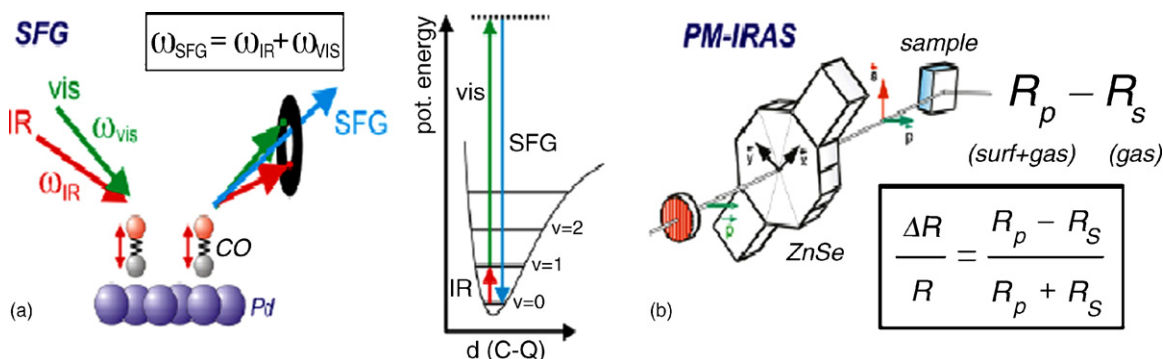 SFG
ω_SFG = ω_IR + ω_VIS
vis
IR
ω_vis
ω_IR
SFG
CO
Pd
(a)
pot. energy
vis
SFG
v=2
v=1
IR
v=0
d (C-Q)
PM-IRAS
sample
s
p
R_p – R_s
(surf+gas) (gas)
y
x
p
ZnSe
ΔR / R = R_p – R_S / R_p + R_S
(b)